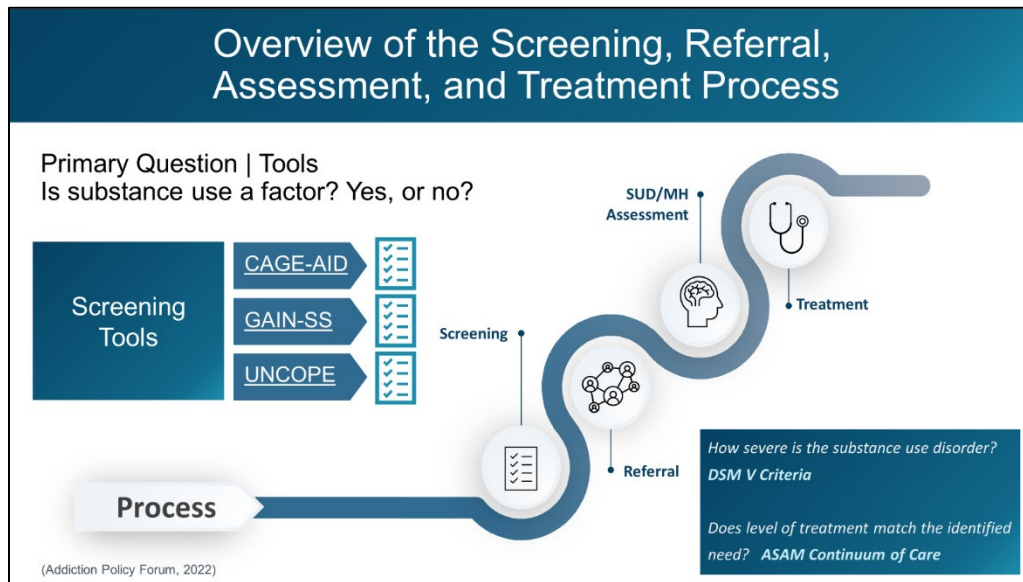 Overview of the Screening, Referral,
Assessment, and Treatment Process
Primary Question | Tools
Is substance use a factor? Yes, or no?
Screening
Tools
CAGE-AID
GAIN-SS
UNCOPE
Screening
Referral
SUD/MH
Assessment
Treatment
Process
How severe is the substance use disorder?
DSM V Criteria
Does level of treatment match the identified
need? ASAM Continuum of Care
(Addiction Policy Forum, 2022)